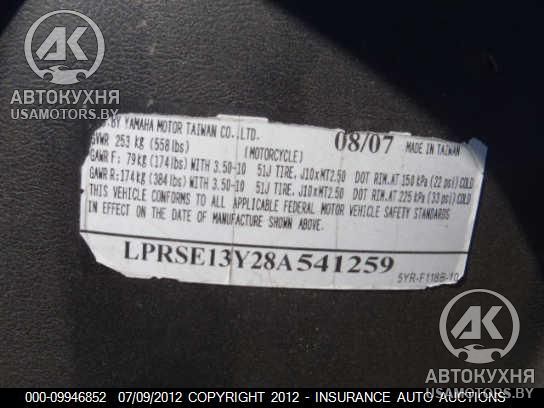 АК
АВТОКУХНЯ
MOTORAVTOUSAMOTORS.BY
BY YAMAHA MOTOR TAIWAN CO.,LTD. 08/07 MADE IN TAIWAN
GVWR 253 kg (558 lbs) (MOTORCYCLE)
GAWR F: 79 kg (174 lbs) WITH 3.50-10 51J TIRE, J10xMT2.50 DOT RIM, AT 150 kPa (22 psi) COLD
GAWR R: 174 kg (384 lbs) WITH 3.50-10 51J TIRE, J10xMT2.50 DOT RIM, AT 225 kPa (33 psi) COLD
THIS VEHICLE CONFORMS TO ALL APPLICABLE FEDERAL MOTOR VEHICLE SAFETY STANDARDS
IN EFFECT ON THE DATE OF MANUFACTURE SHOWN ABOVE.
LPRSE13Y28A541259
5YR-F118B-10
АК
АВТОКУХНЯ
USAMOTORS.BY
000-09946852 07/09/2012 COPYRIGHT 2012 - INSURANCE AUTO AUCTIONS